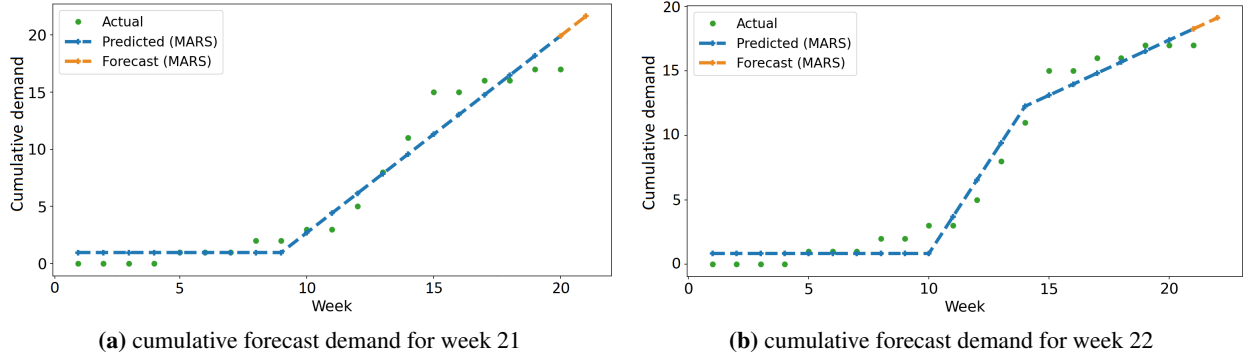 Actual
Predicted (MARS)
Forecast (MARS)
Cumulative demand
20
15
10
5
0
0 5 10 15 20
Week
(a) cumulative forecast demand for week 21
Actual
Predicted (MARS)
Forecast (MARS)
Cumulative demand
20
15
10
5
0
0 5 10 15 20
Week
(b) cumulative forecast demand for week 22